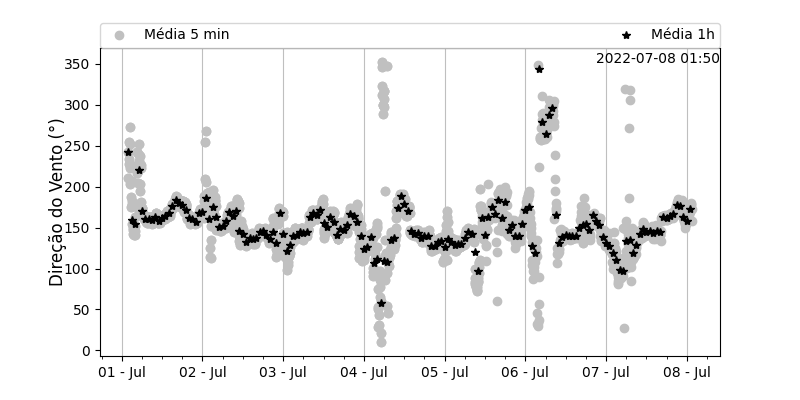 Média 5 min
Média 1h
2022-07-08 01:50
Direção do Vento (°)
350
300
250
200
150
100
50
0
01 - Jul
02 - Jul
03 - Jul
04 - Jul
05 - Jul
06 - Jul
07 - Jul
08 - Jul